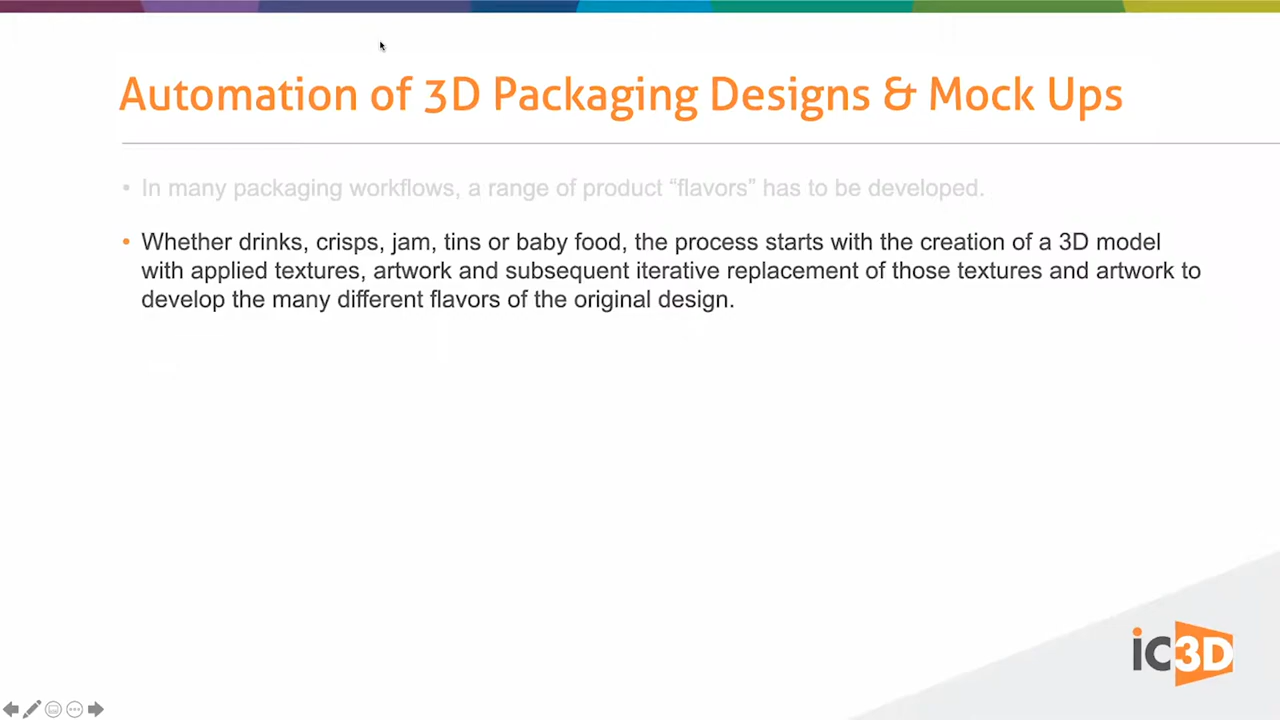 Automation of 3D Packaging Designs & Mock Ups
• In many packaging workflows, a range of product “flavors” has to be developed.
• Whether drinks, crisps, jam, tins or baby food, the process starts with the creation of a 3D model
with applied textures, artwork and subsequent iterative replacement of those textures and artwork to
develop the many different flavors of the original design.
ic3D